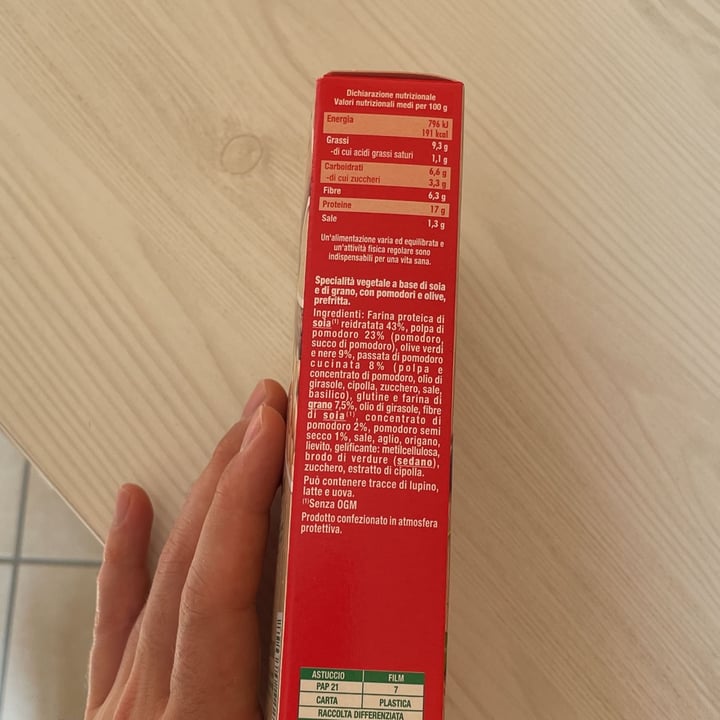 Dichiarazione nutrizionale
Valori nutrizionali medi per 100 g
Energia 796 kJ
191 kcal
Grassi 9,3 g
-di cui acidi grassi saturi 1,1 g
Carboidrati 6,6 g
-di cui zuccheri 3,3 g
Fibre 6,3 g
Proteine 17 g
Sale 1,3 g
Un'alimentazione varia ed equilibrata e
un'attività fisica regolare sono
indispensabili per una vita sana.
Specialità vegetale a base di soia
e di grano, con pomodori e olive,
prefritta.
Ingredienti: Farina proteica di
soia(1) reidratata 43%, polpa di
pomodoro 23% (pomodoro,
succo di pomodoro), olive verdi
e nere 9%, passata di pomodoro
cucinata 8% (polpa e
concentrato di pomodoro, olio di
girasole, cipolla, zucchero, sale,
basilico), glutine e farina di
grano 7,5%, olio di girasole, fibre
di soia(1), concentrato di
pomodoro 2%, pomodoro semi
secco 1%, sale, aglio, origano,
lievito, gelificante: metilcellulosa,
brodo di verdure (sedano),
zucchero, estratto di cipolla.
Può contenere tracce di lupino,
latte e uova.
(1)Senza OGM
Prodotto confezionato in atmosfera
protettiva.
ASTUCCIO FILM
PAP 21 7
CARTA PLASTICA
RACCOLTA DIFFERENZIATA